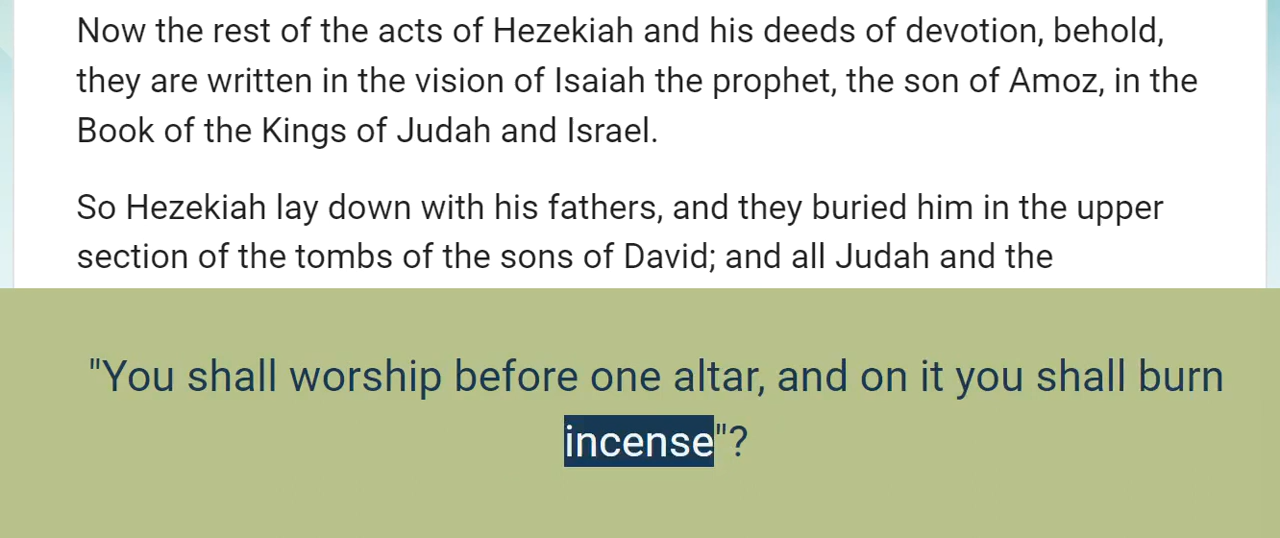 Now the rest of the acts of Hezekiah and his deeds of devotion, behold,
they are written in the vision of Isaiah the prophet, the son of Amoz, in the
Book of the Kings of Judah and Israel.
So Hezekiah lay down with his fathers, and they buried him in the upper
section of the tombs of the sons of David; and all Judah and the
"You shall worship before one altar, and on it you shall burn
incense"?